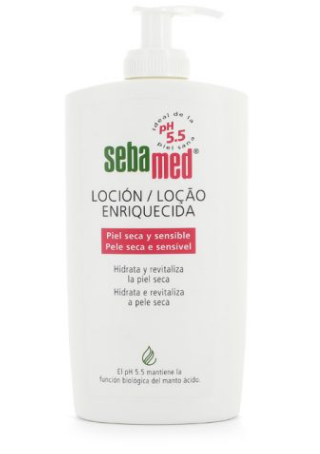 ideal de la
pH
5.5
piel sana
sebamed®
LOCIÓN / LOÇÃO
ENRIQUECIDA
Piel seca y sensible
Pele seca e sensível
Hidrata y revitaliza
la piel seca
Hidrata e revitaliza
a pele seca
El pH 5.5 mantiene la
función biológica del manto ácido.